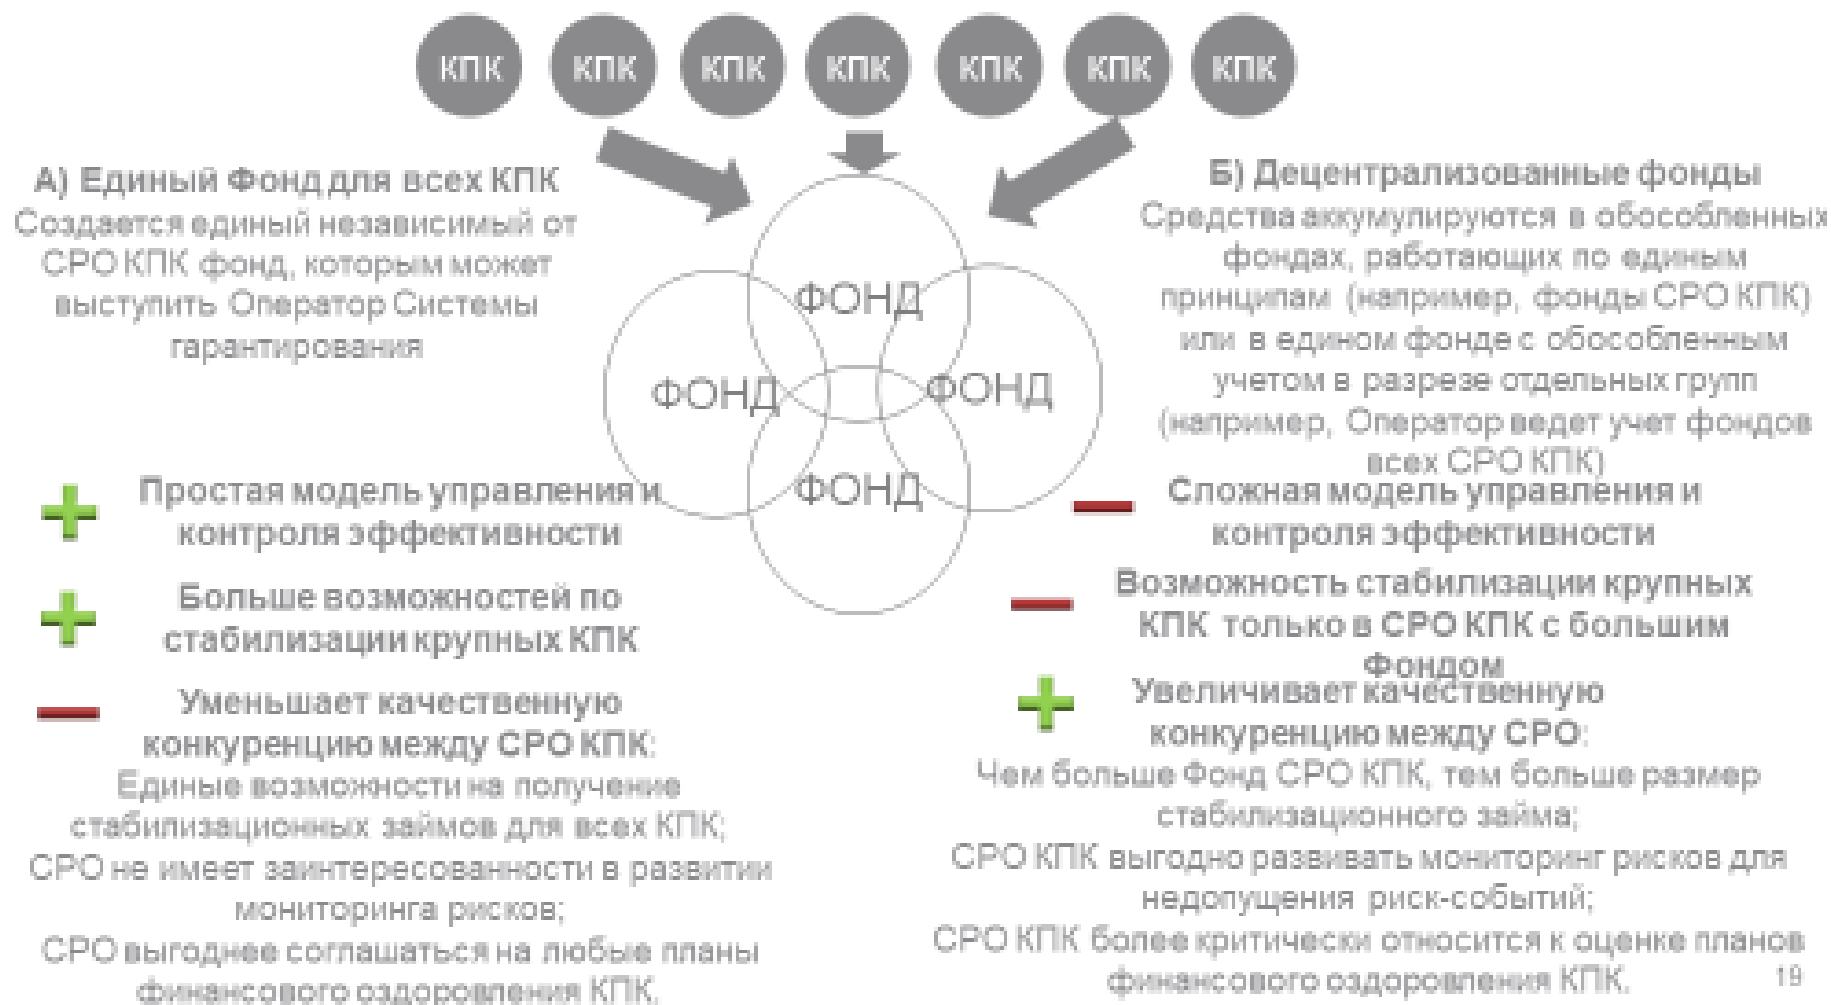 КПК КПК КПК КПК КПК КПК КПК
А) Единый Фонд для всех КПК
Создается единый независимый от
СРО КПК фонд, которым может
выступить Оператор Системы
гарантирования
Простая модель управления и
контроля эффективности
Больше возможностей по
стабилизации крупных КПК
Уменьшает качественную
конкуренцию между СРО КПК:
Единые возможности на получение
стабилизационных займов для всех КПК;
СРО не имеет заинтересованности в развитии
мониторинга рисков;
СРО выгоднее соглашаться на любые планы
финансового оздоровления КПК.
ФОНД
ФОНД
ФОНД
ФОНД
Б) Децентрализованные фонды
Средства аккумулируются в обособленных
фондах, работающих по единым
принципам (например, фонды СРО КПК)
или в едином фонде с обособленным
учетом в разрезе отдельных групп
(например, Оператор ведет учет фондов
всех СРО КПК)
Сложная модель управления и
контроля эффективности
Возможность стабилизации крупных
КПК только в СРО КПК с большим
Фондом
Увеличивает качественную
конкуренцию между СРО:
Чем больше Фонд СРО КПК, тем больше размер
стабилизационного займа;
СРО КПК выгодно развивать мониторинг рисков для
недопущения риск-событий;
СРО КПК более критически относится к оценке планов
финансового оздоровления КПК.
19